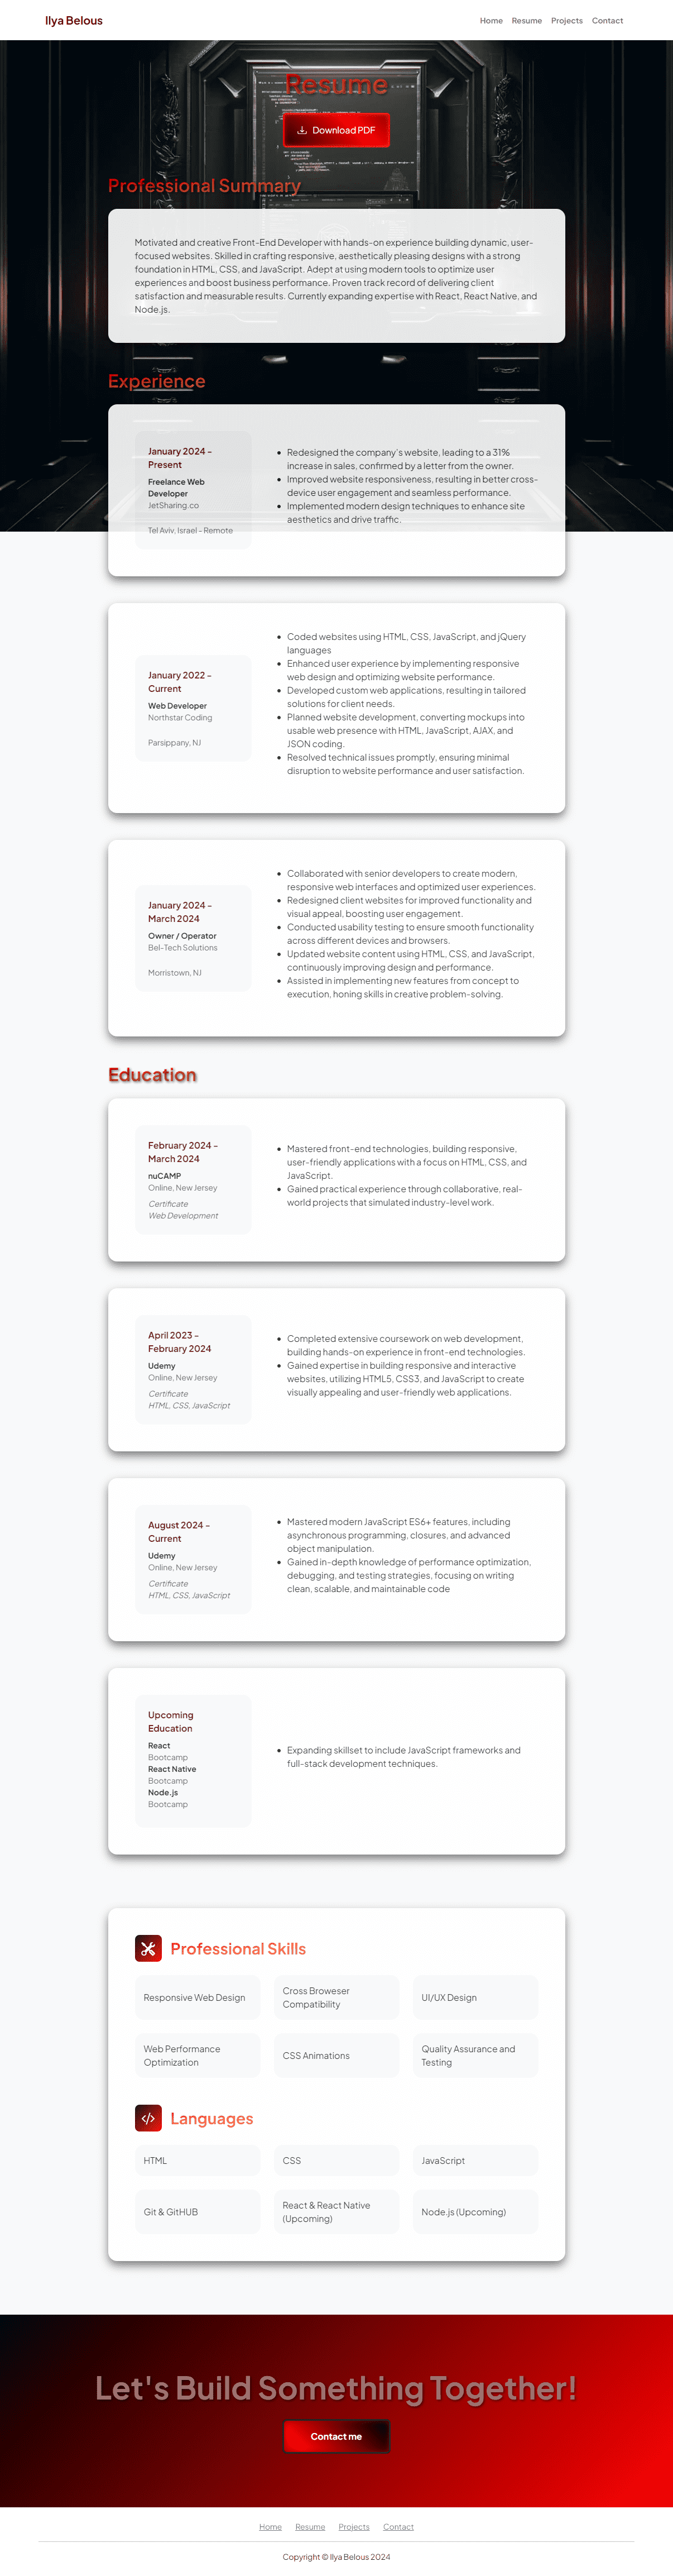 Ilya Belous
Home Resume Projects Contact
Resume
Download PDF
Professional Summary
Motivated and creative Front-End Developer with hands-on experience building dynamic, user-
focused websites. Skilled in crafting responsive, aesthetically pleasing designs with a strong
foundation in HTML, CSS, and JavaScript. Adept at using modern tools to optimize user
experiences and boost business performance. Proven track record of delivering client
satisfaction and measurable results. Currently expanding expertise with React, React Native, and
Node.js.
Experience
January 2024 -
Present
Freelance Web
Developer
JetSharing.co
Tel Aviv, Israel - Remote
Redesigned the company's website, leading to a 31%
increase in sales, confirmed by a letter from the owner.
Improved website responsiveness, resulting in better cross-
device user engagement and seamless performance.
Implemented modern design techniques to enhance site
aesthetics and drive traffic.
January 2022 -
Current
Web Developer
Northstar Coding
Parsippany, NJ
Coded websites using HTML, CSS, JavaScript, and jQuery
languages
Enhanced user experience by implementing responsive
web design and optimizing website performance.
Developed custom web applications, resulting in tailored
solutions for client needs.
Planned website development, converting mockups into
usable web presence with HTML, JavaScript, AJAX, and
JSON coding.
Resolved technical issues promptly, ensuring minimal
disruption to website performance and user satisfaction.
January 2024 -
March 2024
Owner / Operator
Bel-Tech Solutions
Morristown, NJ
Collaborated with senior developers to create modern,
responsive web interfaces and optimized user experiences.
Redesigned client websites for improved functionality and
visual appeal, boosting user engagement.
Conducted usability testing to ensure smooth functionality
across different devices and browsers.
Updated website content using HTML, CSS, and JavaScript,
continuously improving design and performance.
Assisted in implementing new features from concept to
execution, honing skills in creative problem-solving.
Education
February 2024 -
March 2024
nuCAMP
Online, New Jersey
Certificate
Web Development
Mastered front-end technologies, building responsive,
user-friendly applications with a focus on HTML, CSS, and
JavaScript.
Gained practical experience through collaborative, real-
world projects that simulated industry-level work.
April 2023 -
February 2024
Udemy
Online, New Jersey
Certificate
HTML, CSS, JavaScript
Completed extensive coursework on web development,
building hands-on experience in front-end technologies.
Gained expertise in building responsive and interactive
websites, utilizing HTML5, CSS3, and JavaScript to create
visually appealing and user-friendly web applications.
August 2024 -
Current
Udemy
Online, New Jersey
Certificate
HTML, CSS, JavaScript
Mastered modern JavaScript ES6+ features, including
asynchronous programming, closures, and advanced
object manipulation.
Gained in-depth knowledge of performance optimization,
debugging, and testing strategies, focusing on writing
clean, scalable, and maintainable code
Upcoming
Education
React
Bootcamp
React Native
Bootcamp
Node.js
Bootcamp
Expanding skillset to include JavaScript frameworks and
full-stack development techniques.
Professional Skills
Responsive Web Design
Cross Broweser
Compatibility
UI/UX Design
Web Performance
Optimization
CSS Animations
Quality Assurance and
Testing
Languages
HTML
CSS
JavaScript
Git & GitHUB
React & React Native
(Upcoming)
Node.js (Upcoming)
Let's Build Something Together!
Contact me
Home Resume Projects Contact
Copyright © Ilya Belous 2024